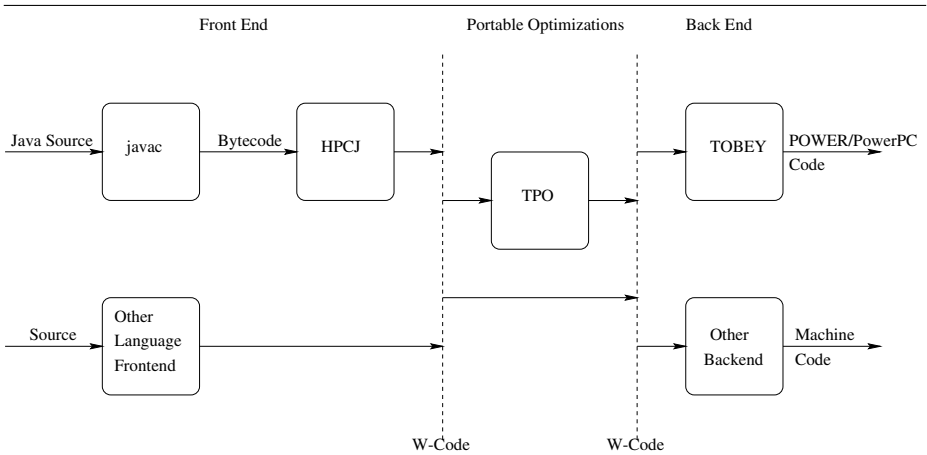 Front End
Portable Optimizations
Back End
Java Source
javac
Bytecode
HPCJ
TPO
TOBEY
POWER/PowerPC
Code
Source
Other
Language
Frontend
Other
Backend
Machine
Code
W-Code
W-Code